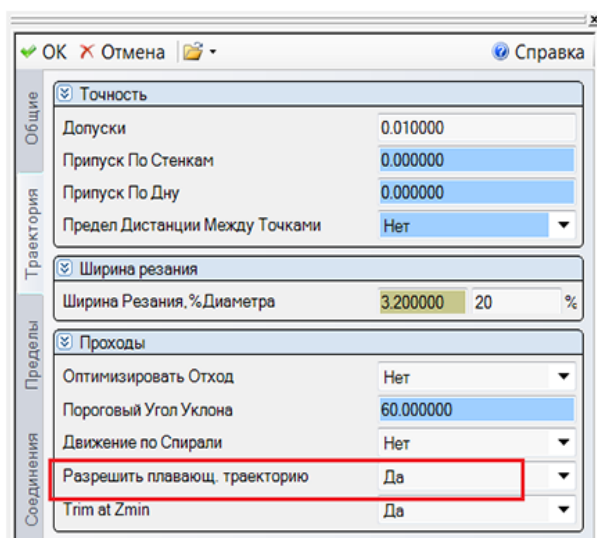 OK Отмена Справка
Общие
Траектория
Пределы
Соединения
Точность
Допуски 0.010000
Припуск По Стенкам 0.000000
Припуск По Дну 0.000000
Предел Дистанции Между Точками Нет
Ширина резания
Ширина Резания,%Диаметра 3.200000 20 %
Проходы
Оптимизировать Отход Нет
Пороговый Угол Уклона 60.000000
Движение по Спирали Нет
Разрешить плавающ. траекторию Да
Trim at Zmin Да